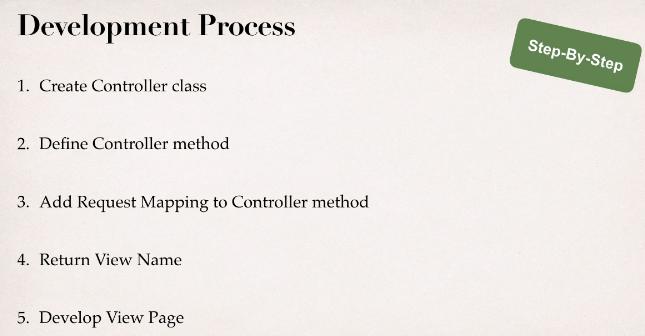 Development Process
Step-By-Step
1. Create Controller class
2. Define Controller method
3. Add Request Mapping to Controller method
4. Return View Name
5. Develop View Page